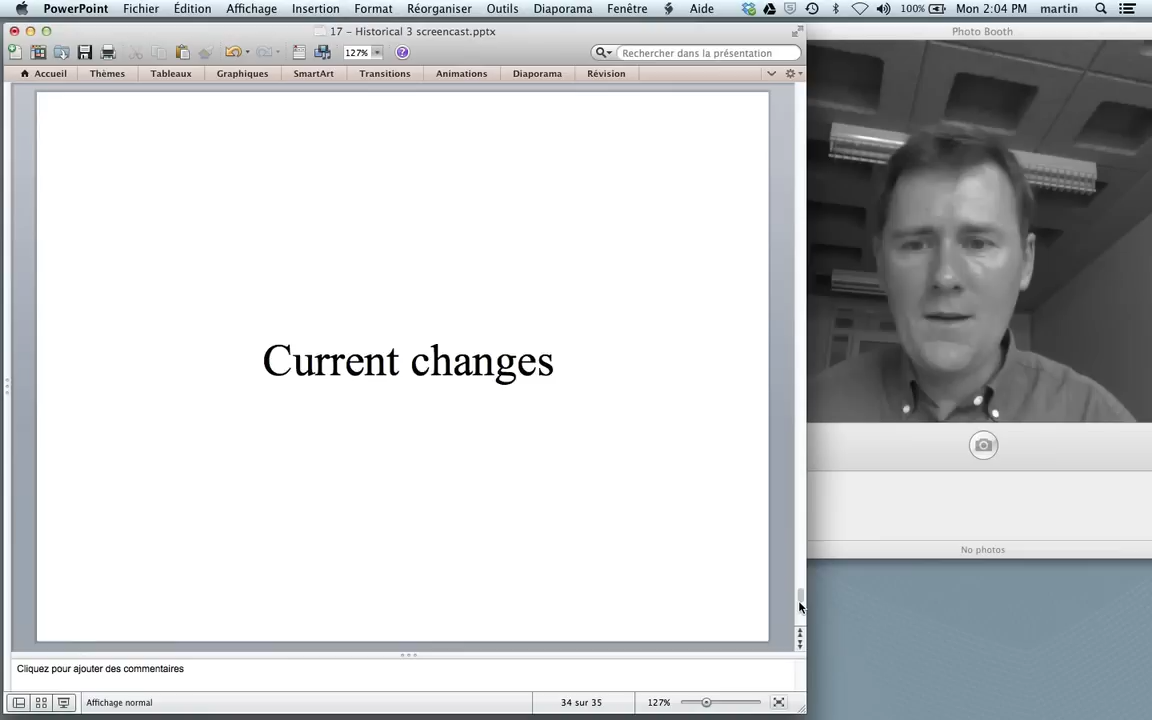 PowerPoint Fichier Édition Affichage Insertion Format Réorganiser Outils Diaporama Fenêtre Aide 100% Mon 2:04 PM martin
17 - Historical 3 screencast.pptx
Photo Booth
127% Rechercher dans la présentation
Accueil Thèmes Tableaux Graphiques SmartArt Transitions Animations Diaporama Révision
Current changes
No photos
Cliquez pour ajouter des commentaires
Affichage normal 34 sur 35 127%